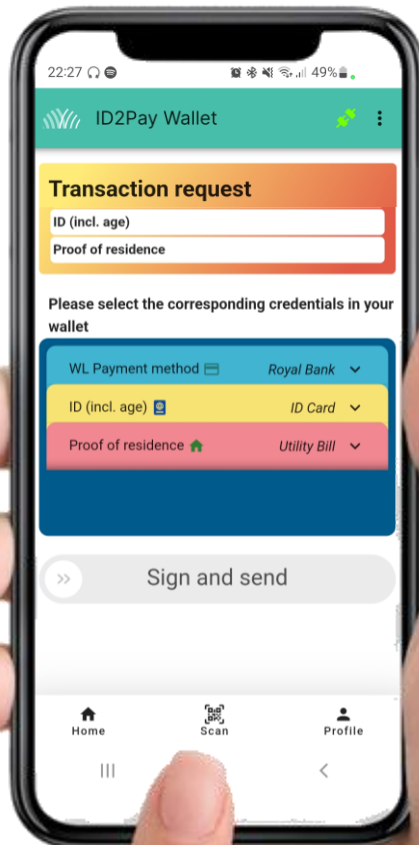 22:27 49%
ID2Pay Wallet
Transaction request
ID (incl. age)
Proof of residence
Please select the corresponding credentials in your
wallet
WL Payment method Royal Bank
ID (incl. age) ID Card
Proof of residence Utility Bill
Sign and send
Home Scan Profile